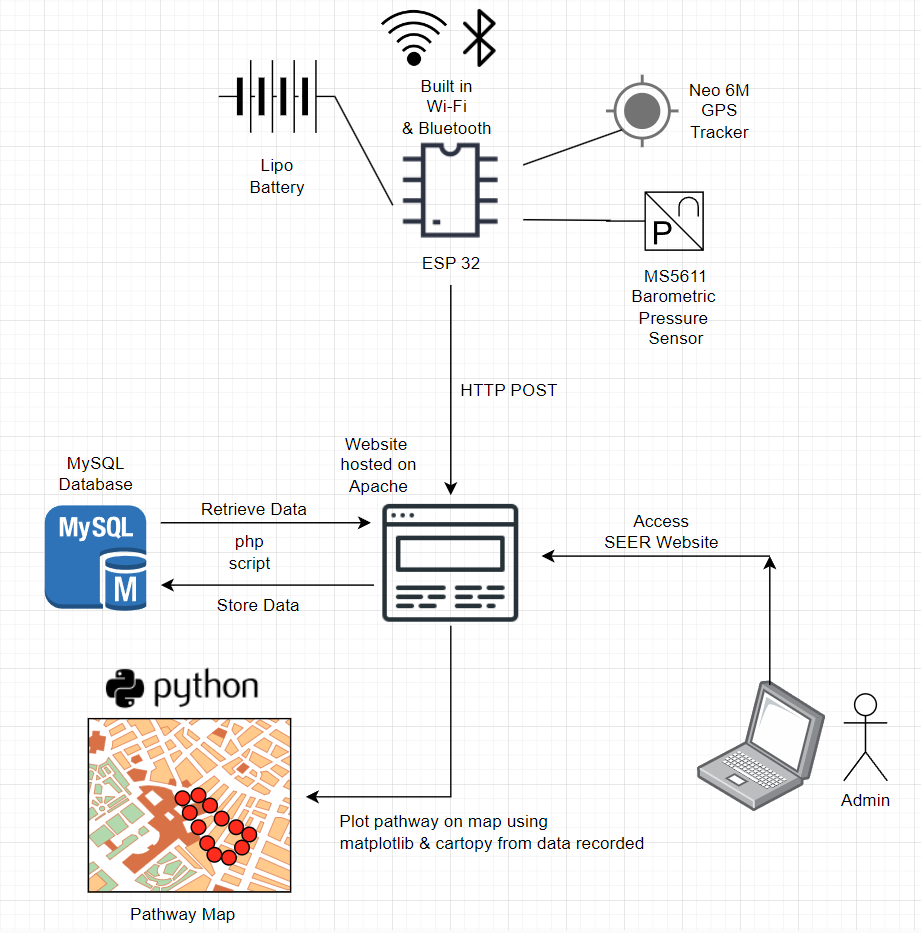 Built in
Wi-Fi
& Bluetooth
Neo 6M
GPS
Tracker
Lipo
Battery
P
ESP 32
MS5611
Barometric
Pressure
Sensor
HTTP POST
Website
hosted on
Apache
MySQL
Database
MySQL
M
Retrieve Data
php
script
Store Data
Access
SEER Website
python
Admin
Plot pathway on map using
matplotlib & cartopy from data recorded
Pathway Map